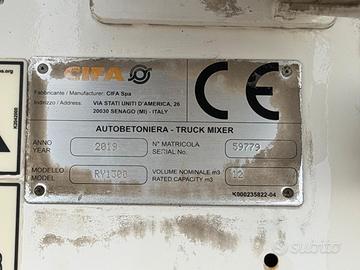 CIFA
CE
Fabricante / Manufacturer: CIFA Spa
Indirizzo / Address: VIA STATI UNITI D'AMERICA, 26
20030 SENAGO (MI) - ITALY
AUTOBETONIERA - TRUCK MIXER
ANNO 2019 N° MATRICOLA 59779
YEAR SERIAL No.
MODELLO RY1300 VOLUME NOMINALE m3 12
MODEL RATED CAPACITY m3
K000235822-04
subito